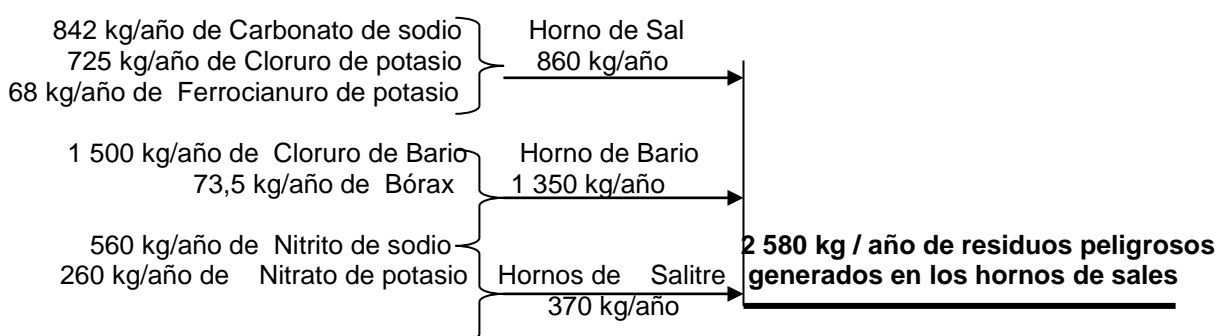 842 kg/año de Carbonato de sodio
725 kg/año de Cloruro de potasio
68 kg/año de Ferrocianuro de potasio
Horno de Sal
860 kg/año
1 500 kg/año de Cloruro de Bario
73,5 kg/año de Bórax
Horno de Bario
1 350 kg/año
560 kg/año de Nitrito de sodio
260 kg/año de Nitrato de potasio
Hornos de Salitre
370 kg/año
2 580 kg / año de residuos peligrosos
generados en los hornos de sales